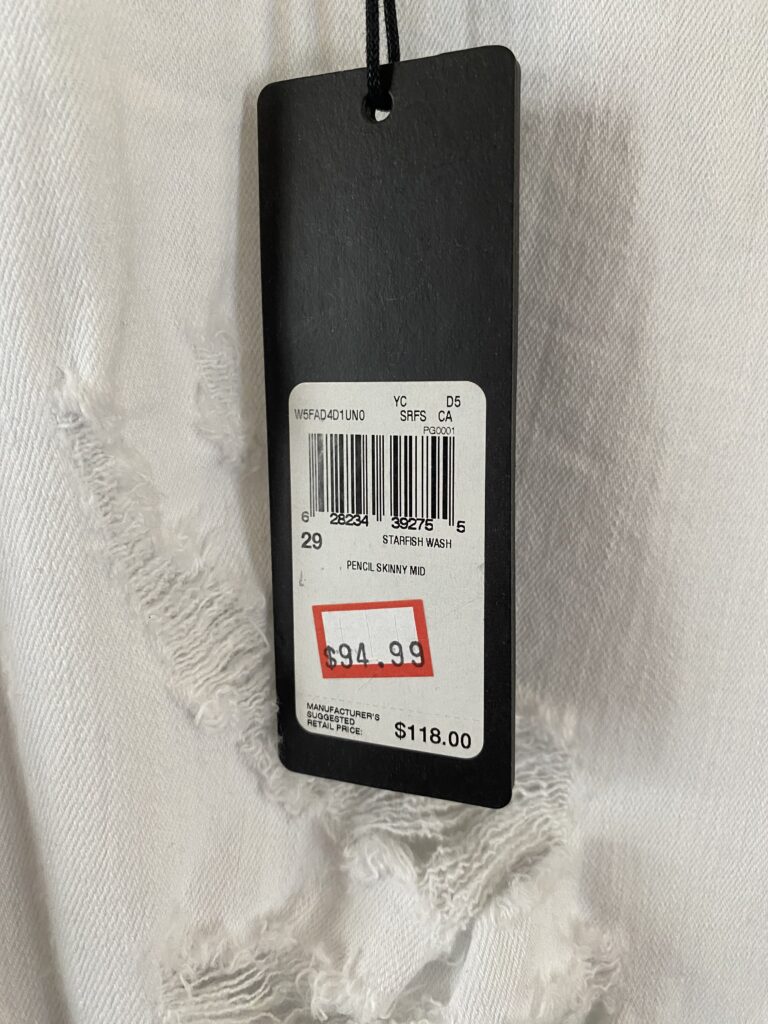 YC D5
W5FAD4D1UN0 SRFS CA
PG0001
6 28234 39275 5
29 STARFISH WASH
PENCIL SKINNY MID
$94.99
MANUFACTURER'S
SUGGESTED
RETAIL PRICE: $118.00